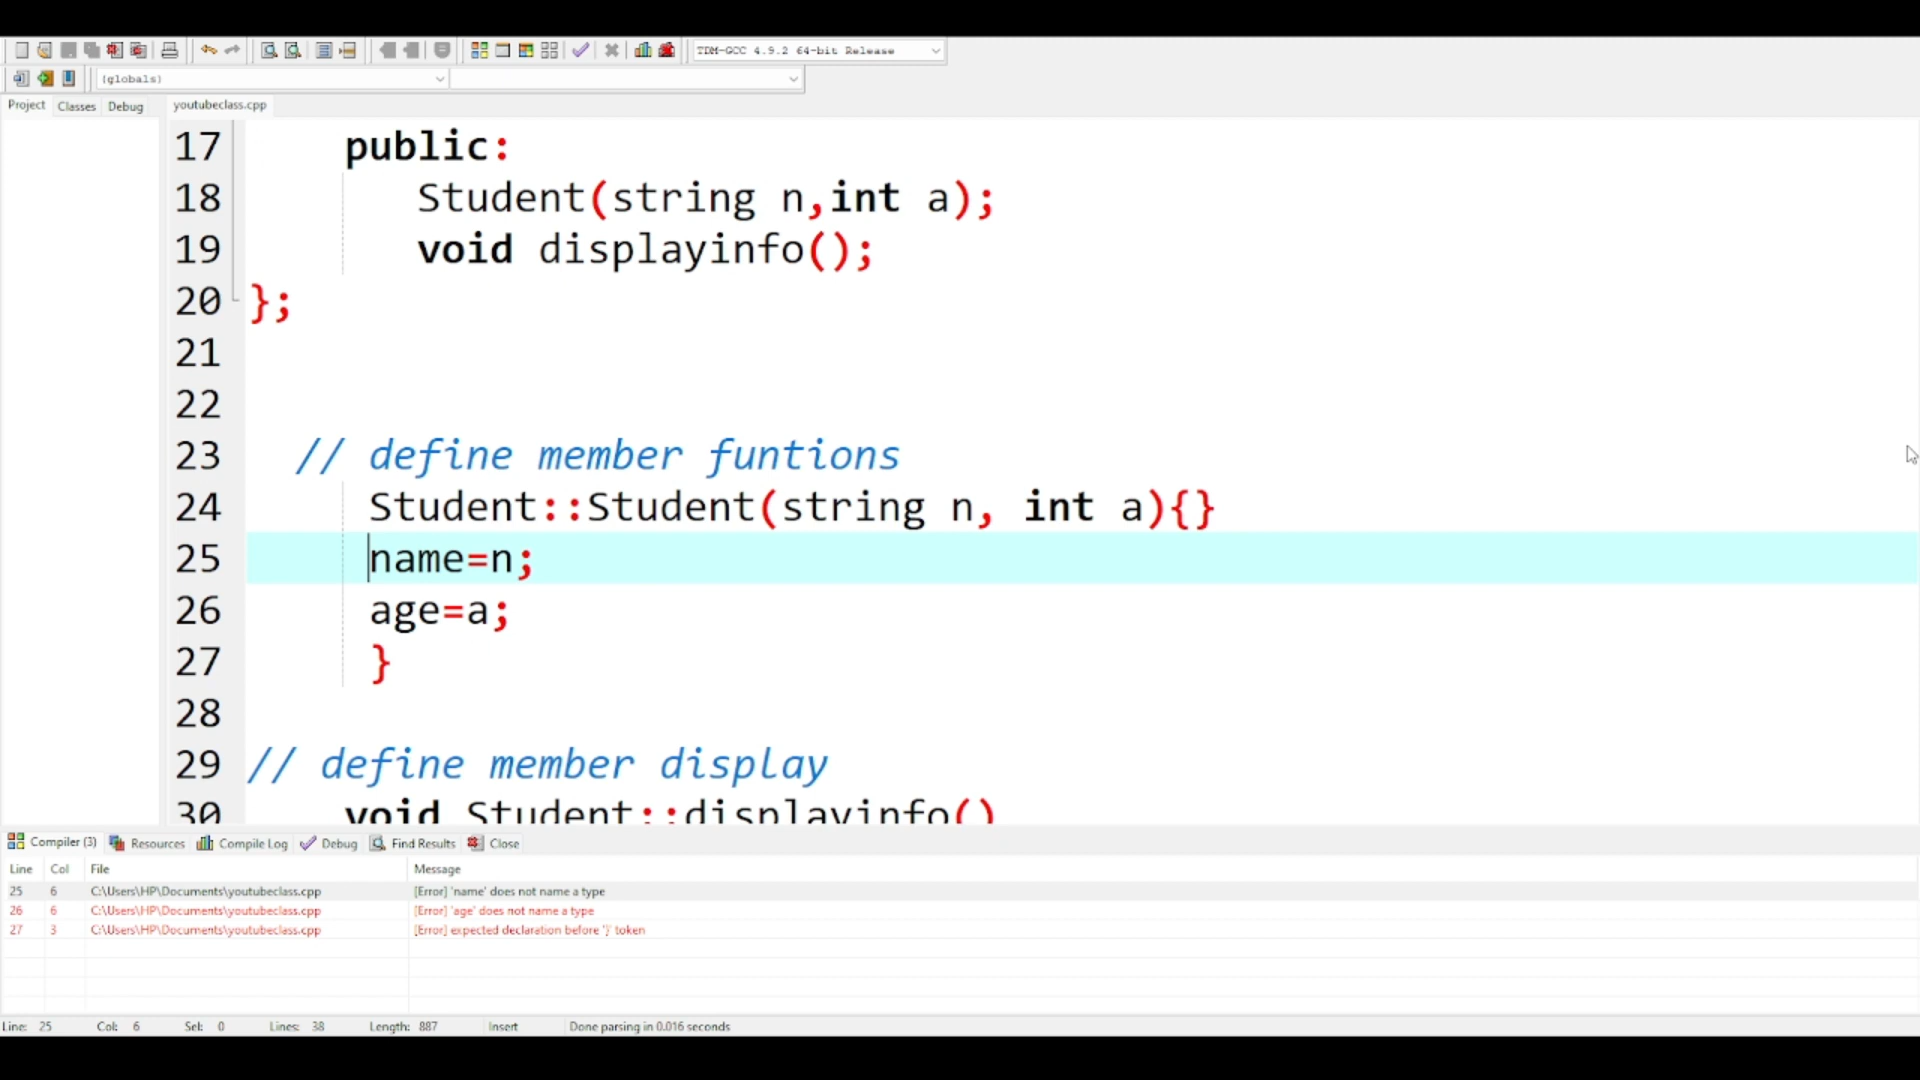 TDM-GCC 4.9.2 64-bit Release
(globals)
Project Classes Debug youtubeclass.cpp
17 public:
18 Student(string n,int a);
19 void displayinfo();
20 };
21
22
23 // define member funtions
24 Student::Student(string n, int a){}
25 name=n;
26 age=a;
27 }
28
29 // define member display
30 void Student::displayinfo()
Compiler (3) Resources Compile Log Debug Find Results Close
Line Col File Message
25 6 C:\Users\HP\Documents\youtubeclass.cpp [Error] 'name' does not name a type
26 6 C:\Users\HP\Documents\youtubeclass.cpp [Error] 'age' does not name a type
27 3 C:\Users\HP\Documents\youtubeclass.cpp [Error] expected declaration before '}' token
Line: 25 Col: 6 Sel: 0 Lines: 38 Length: 887 Insert Done parsing in 0.016 seconds